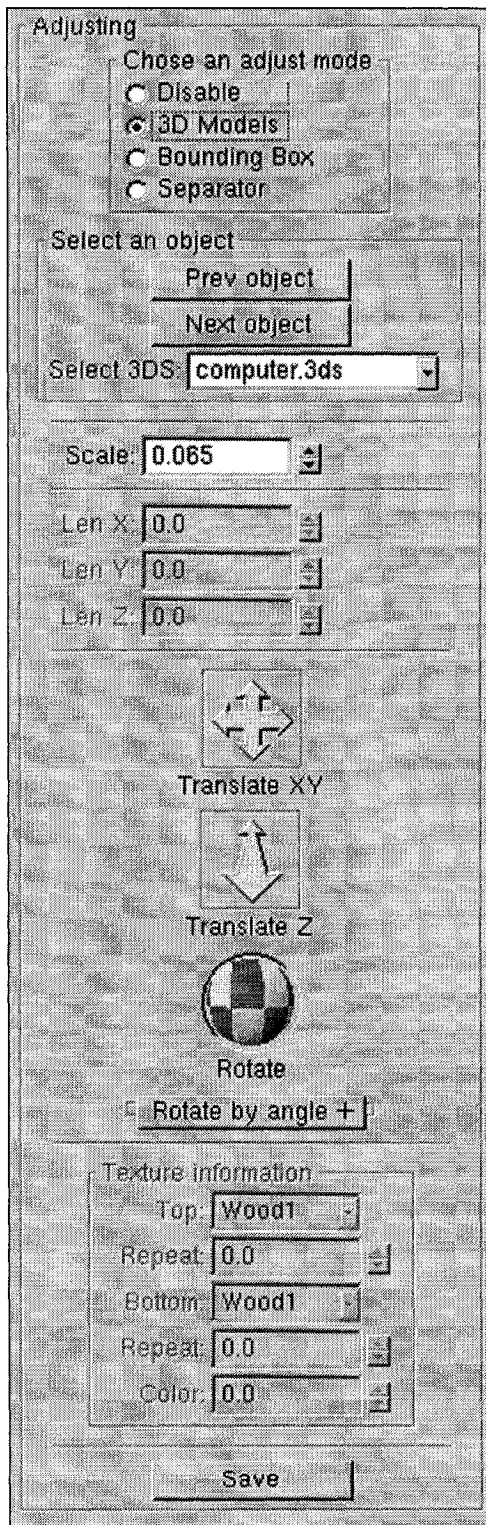 Adjusting
Chose an adjust mode
Disable
3D Models
Bounding Box
Separator
Select an object
Prev object
Next object
Select 3DS: computer.3ds
Scale: 0.065
Len X: 0.0
Len Y: 0.0
Len Z: 0.0
Translate XY
Translate Z
Rotate
Rotate by angle +
Texture information
Top: Wood1
Repeat: 0.0
Bottom: Wood1
Repeat: 0.0
Color: 0.0
Save